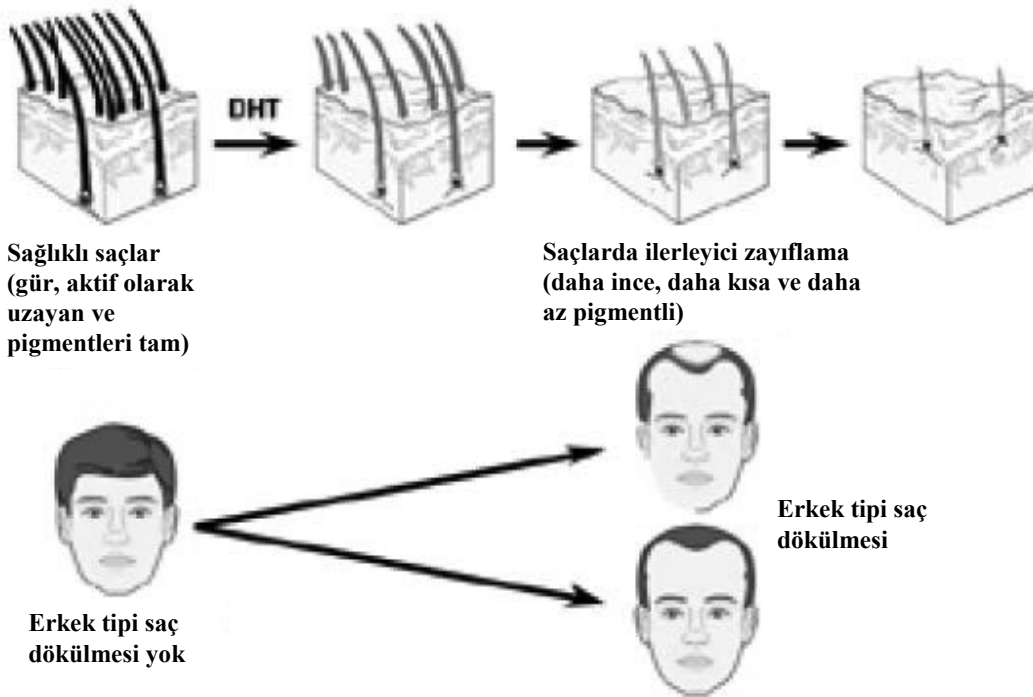 DHT
Sağlıklı saçlar
(gür, aktif olarak
uzayan ve
pigmentleri tam)
Saçlarda ilerleyici zayıflama
(daha ince, daha kısa ve daha
az pigmentli)
Erkek tipi saç
dökülmesi
Erkek tipi saç
dökülmesi yok